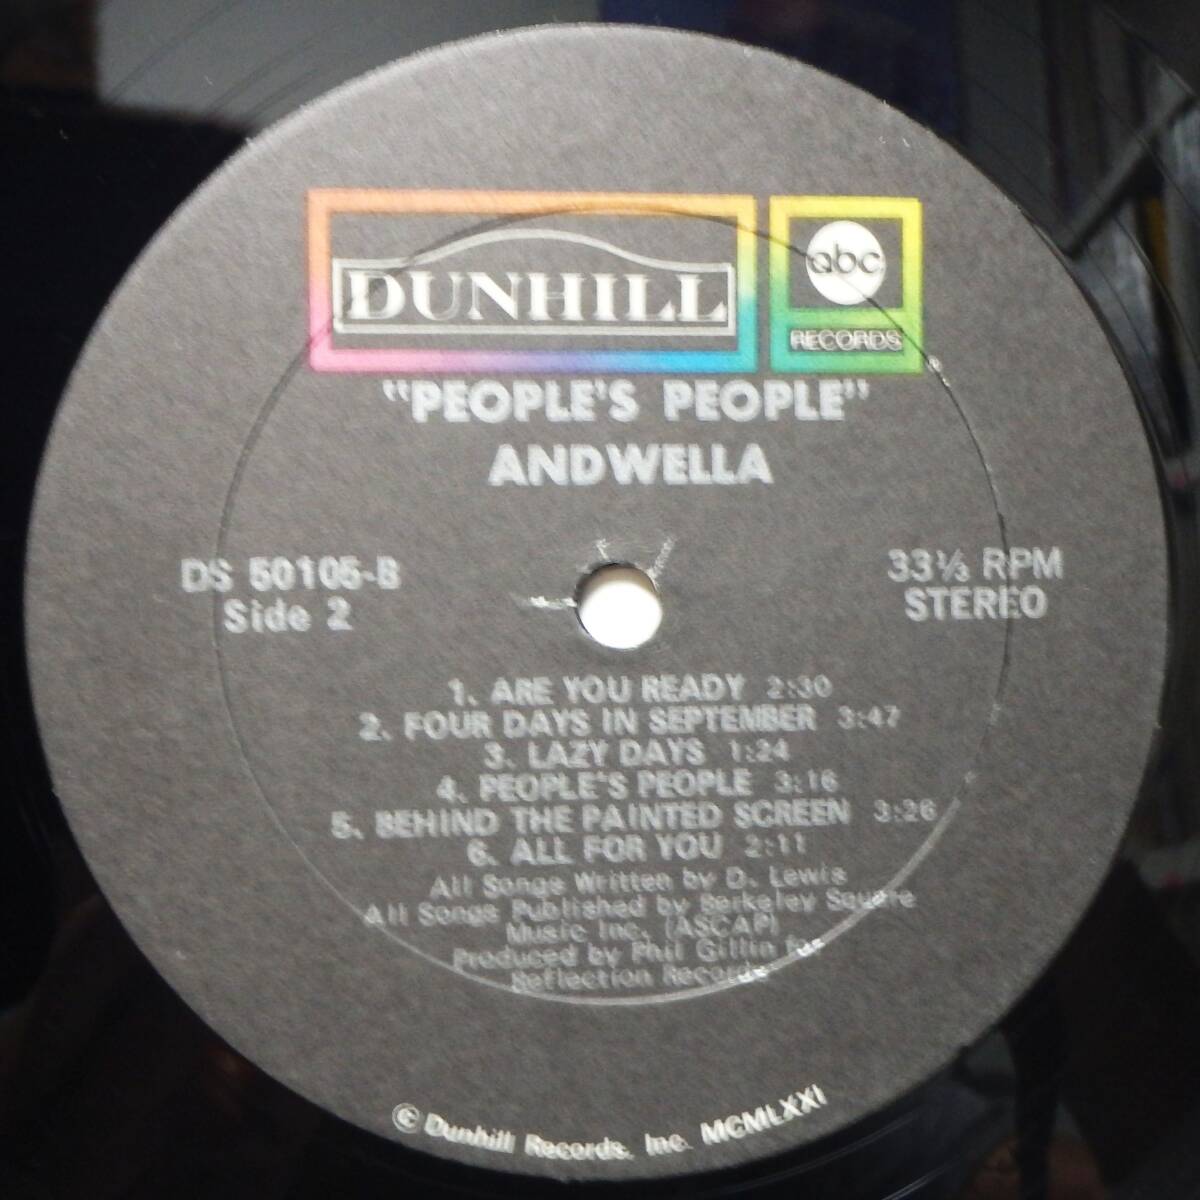 DUNHILL
abc
RECORDS
"PEOPLE'S PEOPLE"
ANDWELLA
DS 50105-B
Side 2
33⅓ RPM
STEREO
1. ARE YOU READY 2:30
2. FOUR DAYS IN SEPTEMBER 3:47
3. LAZY DAYS 1:24
4. PEOPLE'S PEOPLE 3:16
5. BEHIND THE PAINTED SCREEN 3:26
6. ALL FOR YOU 2:11
All Songs Written by D. Lewis
All Songs Published by Berkeley Square
Music Inc. (ASCAP)
Produced by Phil Gillin for
Reflection Records
© Dunhill Records, Inc. MCMLXXI